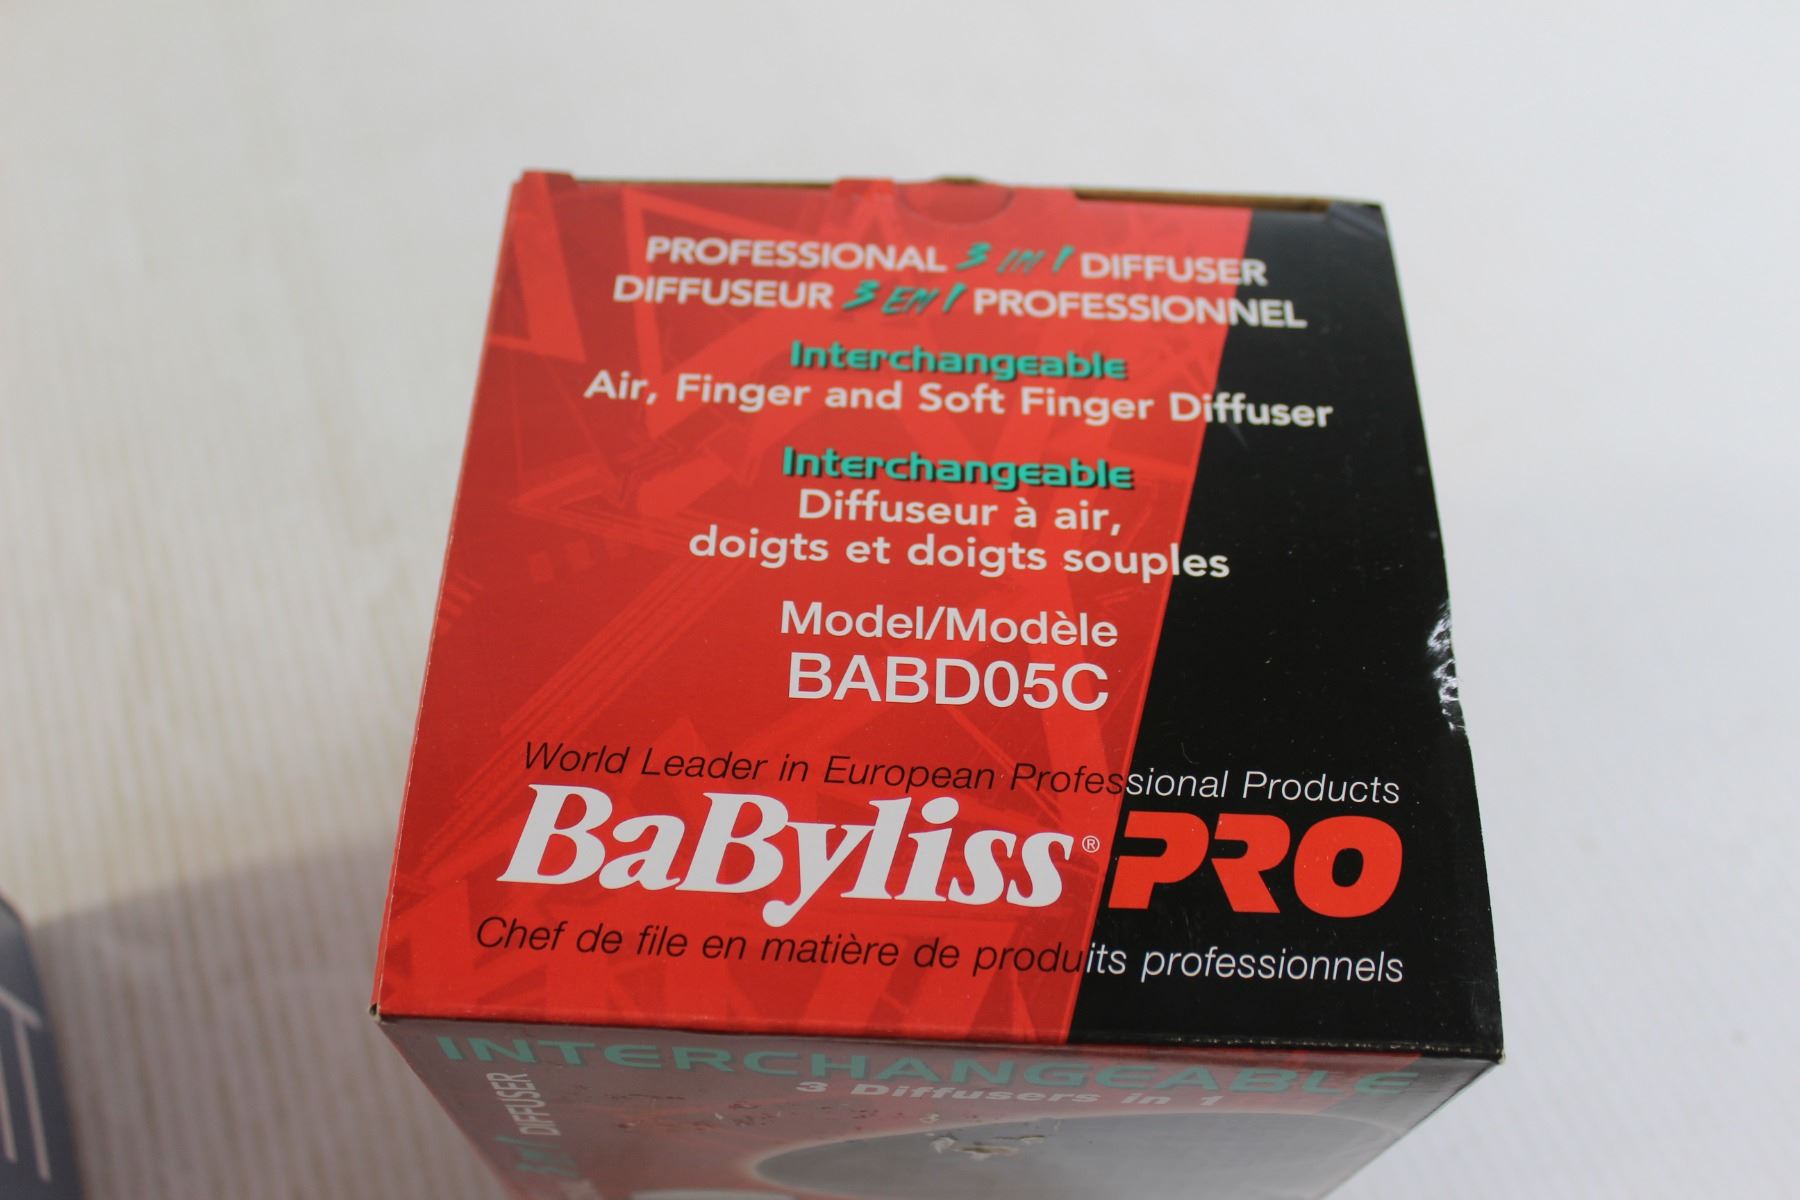 PROFESSIONAL 3 IN 1 DIFFUSER
DIFFUSEUR 3 EN 1 PROFESSIONNEL
Interchangeable
Air, Finger and Soft Finger Diffuser
Interchangeable
Diffuseur à air,
doigts et doigts souples
Model/Modèle
BABD05C
World Leader in European Professional Products
BaByliss® PRO
Chef de file en matière de produits professionnels
INTERCHANGEABLE
3 Diffusers in 1
DIFFUSER